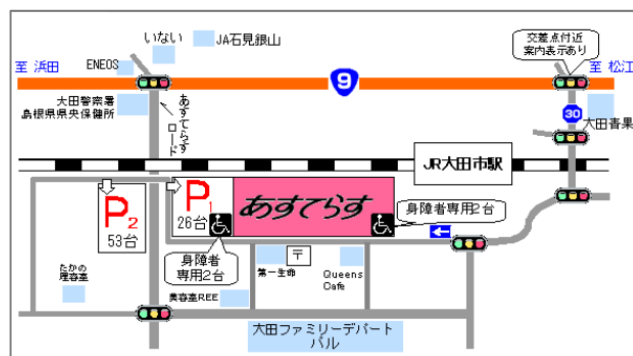 いない
JA石見銀山
交差点付近
案内表示あり
至 浜田
ENEOS
至 松江
9
大田警察署
島根県県央保健所
あすてらす
ロード
30
大田青果
JR大田市駅
P1
26台
あすてらす
身障者専用2台
P2
53台
身障者
専用2台
〒
第一生命
Queens
Cafe
たかの
理容室
美容室REE
大田ファミリーデパート
パル